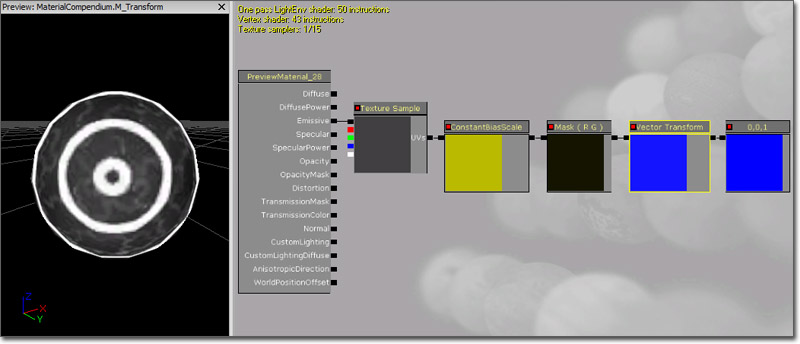 Preview: MaterialCompendium.M_Transform
One pass LightEnv shader: 50 instructions
Vertex shader: 43 instructions
Texture samplers: 1/15
PreviewMaterial_28
Diffuse
DiffusePower
Emissive
Specular
SpecularPower
Opacity
OpacityMask
Distortion
TransmissionMask
TransmissionColor
Normal
CustomLighting
CustomLightingDiffuse
AnisotropicDirection
WorldPositionOffset
Texture Sample
UVs
ConstantBiasScale
Mask ( R G )
Vector Transform
0,0,1
Z
X
Y